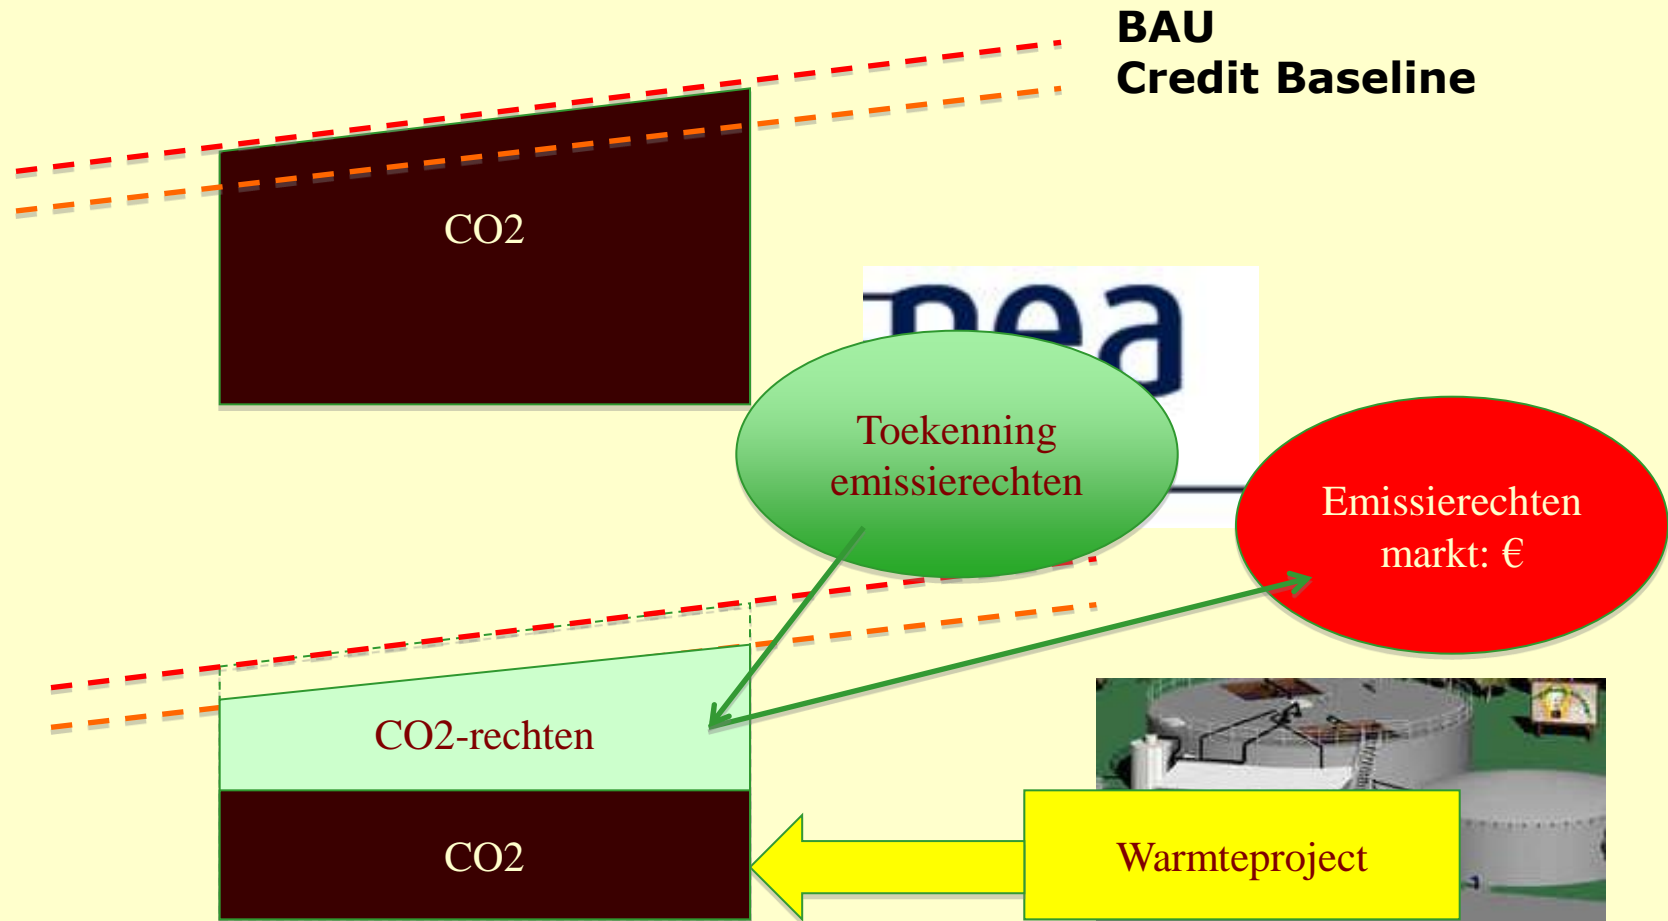 BAU
Credit Baseline
CO2
nea
Toekenning
emissierechten
Emissierechten
markt: €
CO2-rechten
CO2
Warmteproject